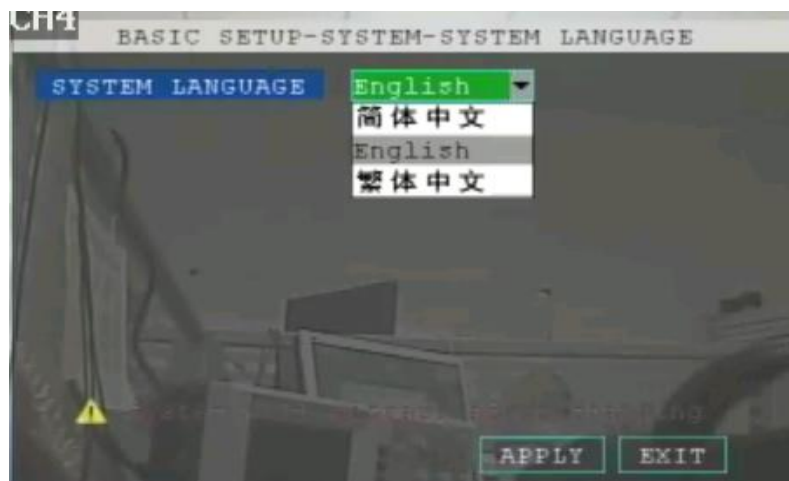 CH4
BASIC SETUP-SYSTEM-SYSTEM LANGUAGE
SYSTEM LANGUAGE
English
简体中文
English
繁体中文
APPLY
EXIT